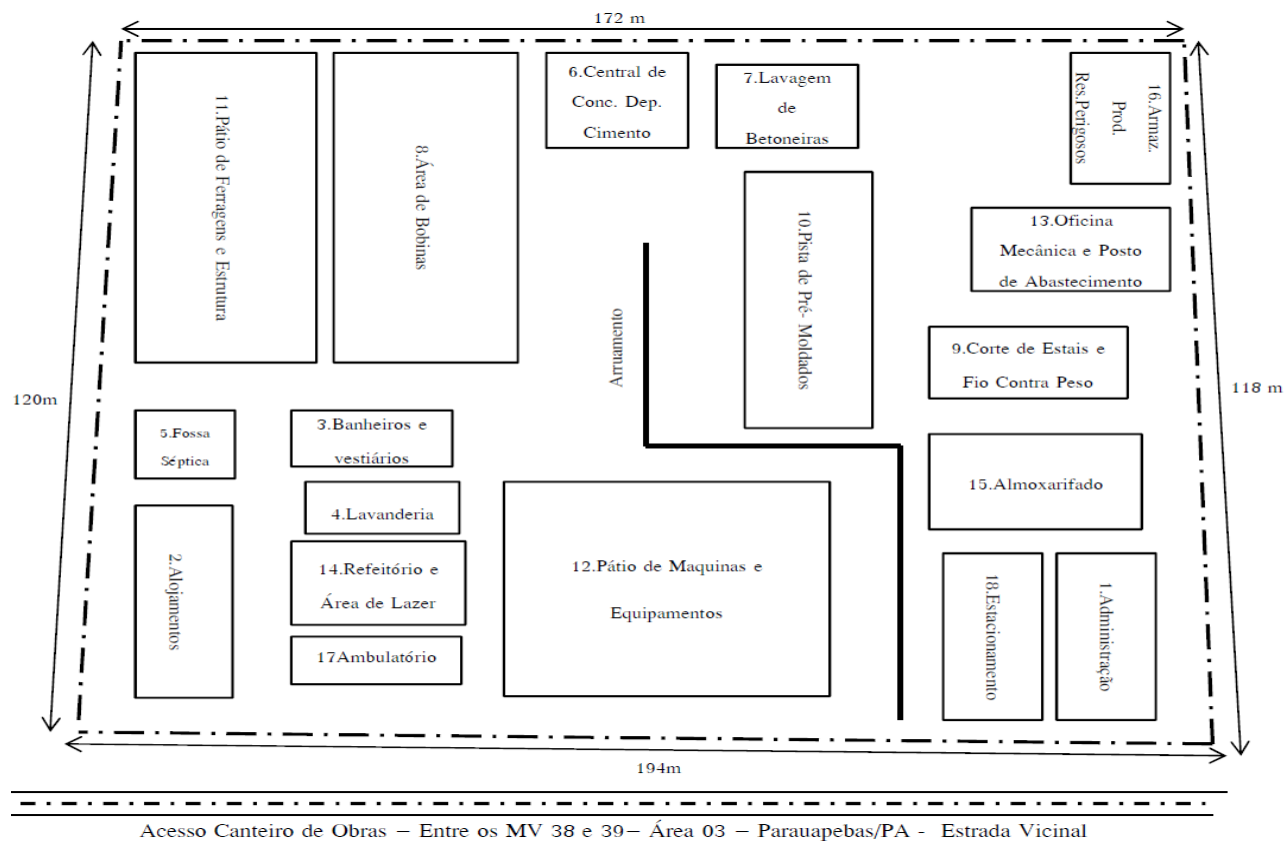 172 m
11.Pátio de Ferragens e Estrutura
8.Área de Bobinas
6.Central de
Conc. Dep.
Cimento
7.Lavagem
de
Betoneiras
16.Armaz.
Prod.
Res.Perigosos
10.Pista de Pré- Moldados
13.Oficina
Mecânica e Posto
de Abastecimento
Arruamento
9.Corte de Estais e
Fio Contra Peso
120m
118 m
5.Fossa
Séptica
3.Banheiros e
vestiários
15.Almoxarifado
4.Lavanderia
2.Alojamentos
14.Refeitório e
Área de Lazer
12.Pátio de Maquinas e
Equipamentos
18.Estacionamento
1.Administração
17Ambulatório
194m
Acesso Canteiro de Obras – Entre os MV 38 e 39– Área 03 – Parauapebas/PA - Estrada Vicinal